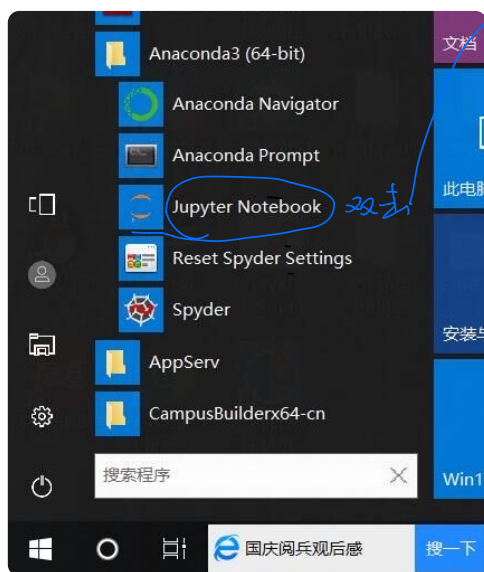 Anaconda3 (64-bit)
文档
Anaconda Navigator
Anaconda Prompt
此电脑
Jupyter Notebook 双击
Reset Spyder Settings
Spyder
安装与
AppServ
CampusBuilderx64-cn
搜索程序
Win1
国庆阅兵观后感
搜一下